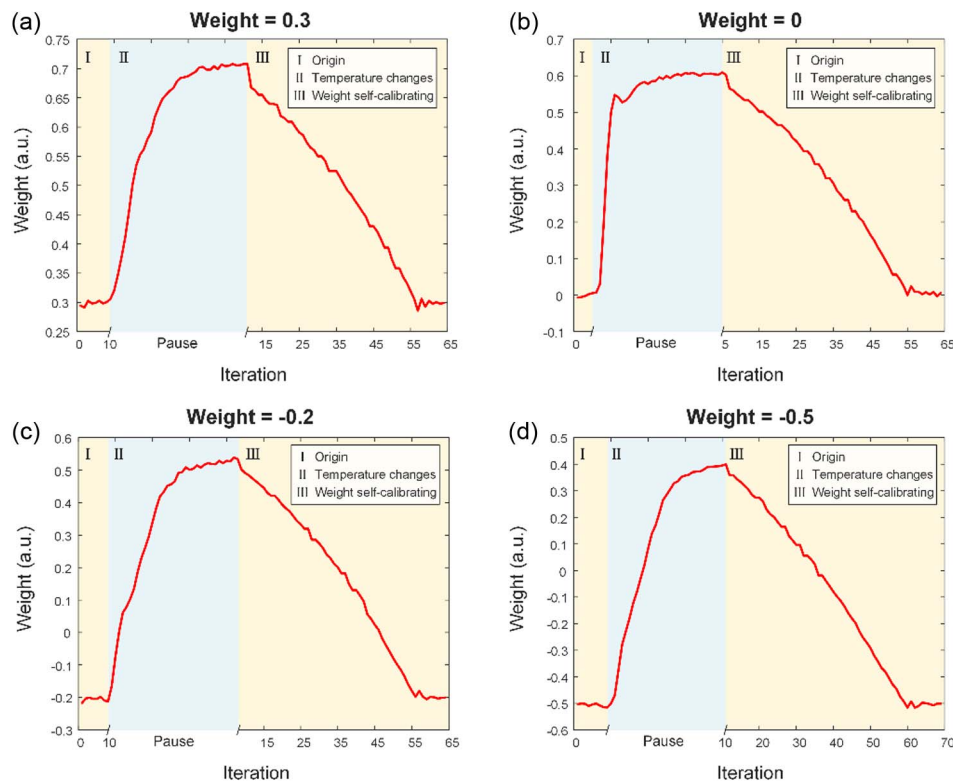 (a)
Weight = 0.3
0.75
0.7
0.65
0.6
0.55
0.5
0.45
0.4
0.35
0.3
0.25
Weight (a.u.)
I
II
III
I Origin
II Temperature changes
III Weight self-calibrating
0 10 Pause 15 25 35 45 55 65
Iteration
(b)
Weight = 0
0.7
0.6
0.5
0.4
0.3
0.2
0.1
0
-0.1
Weight (a.u.)
I
II
III
I Origin
II Temperature changes
III Weight self-calibrating
0 Pause 5 15 25 35 45 55 65
Iteration
(c)
Weight = -0.2
0.6
0.5
0.4
0.3
0.2
0.1
0
-0.1
-0.2
-0.3
Weight (a.u.)
I
II
III
I Origin
II Temperature changes
III Weight self-calibrating
0 10 Pause 15 25 35 45 55 65
Iteration
(d)
Weight = -0.5
0.5
0.4
0.4
0.2
0.1
-0
-0.5
-0.2
-0.3
-0.4
-0.5
-0.6
Weight (a.u.)
I
II
III
I Origin
II Temperature changes
III Weight self-calibrating
0 Pause 10 20 30 40 50 60 70
Iteration